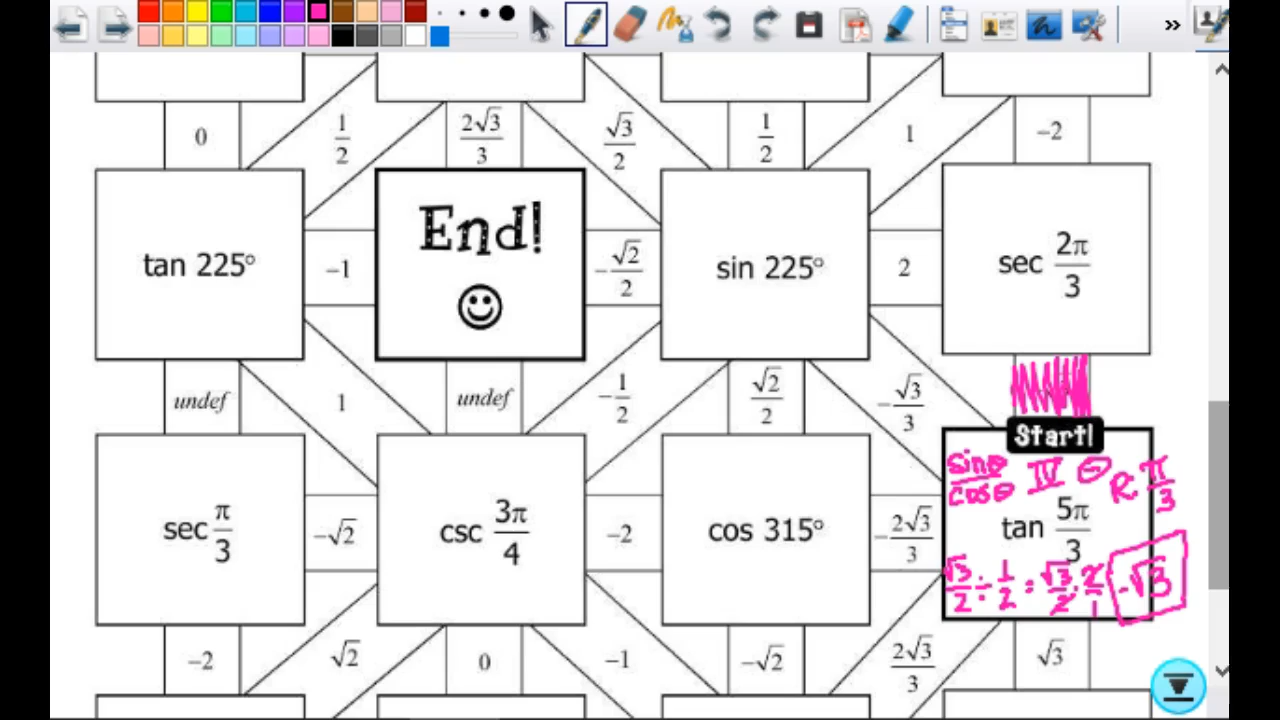 »
0 1/2 2√3/3 √3/2 1/2 1 −2
tan 225° −1 End! −√2/2 sin 225° 2 sec 2π/3
undef 1 undef −1/2 √2/2 −√3/3
Start!
sinθ/cosθ IV ⊖ R π/3
sec π/3 −√2 csc 3π/4 −2 cos 315° −2√3/3 tan 5π/3
√3/2 ÷ 1/2 = √3/2 · 2/1 -√3
−2 √2 0 −1 −√2 2√3/3 √3